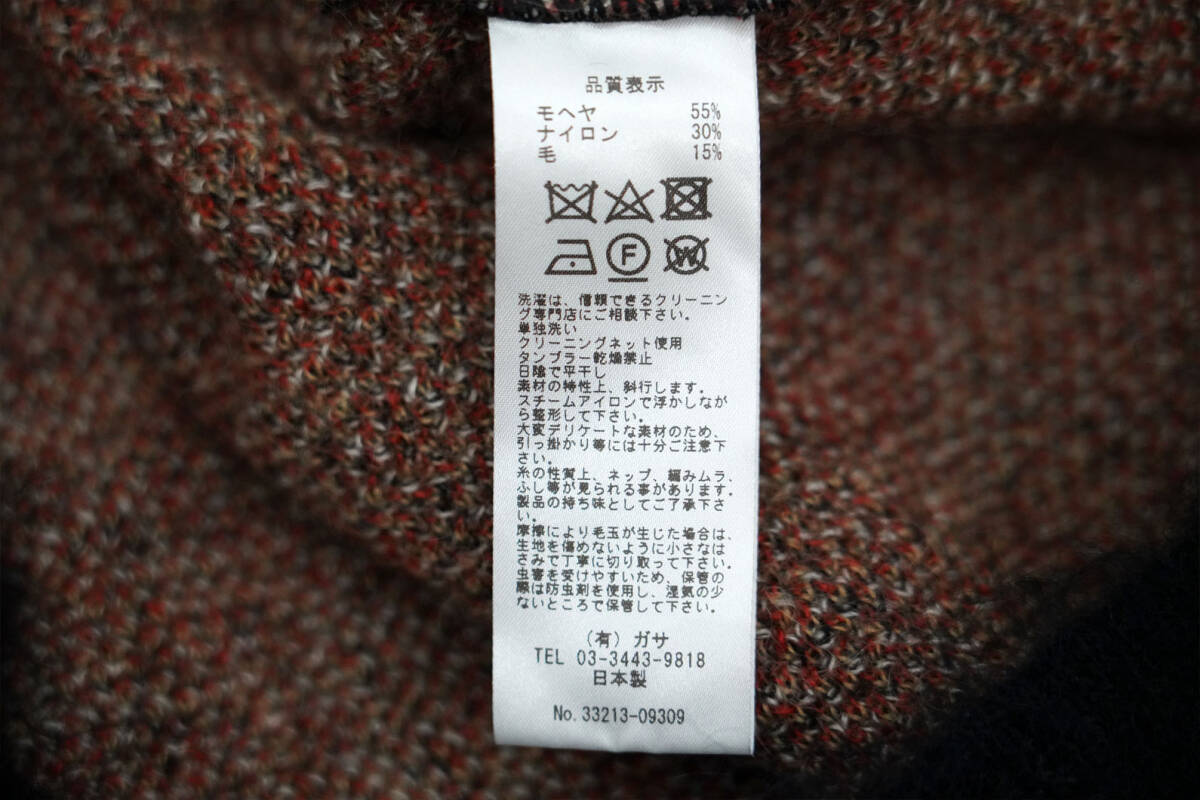 品質表示
モヘヤ 55%
ナイロン 30%
毛 15%
F
W
洗濯は、信頼できるクリーニン
グ専門店にご相談下さい。
単独洗い
クリーニングネット使用
タンブラー乾燥禁止
日陰で平干し
素材の特性上、斜行します。
スチームアイロンで浮かしなが
ら整形して下さい。
大変デリケートな素材のため、
引っ掛かり等には十分ご注意下
さい。
糸の性質上、ネップ、編みムラ、
ふし等が見られる事があります。
製品の持ち味としてご了承下さ
い。
摩擦により毛玉が生じた場合は、
生地を傷めないように小さなは
さみで丁寧に切り取って下さい。
虫害を受けやすいため、保管の
際は防虫剤を使用し、湿気の少
ないところで保管して下さい。
(有) ガサ
TEL 03-3443-9818
日本製
No. 33213-09309